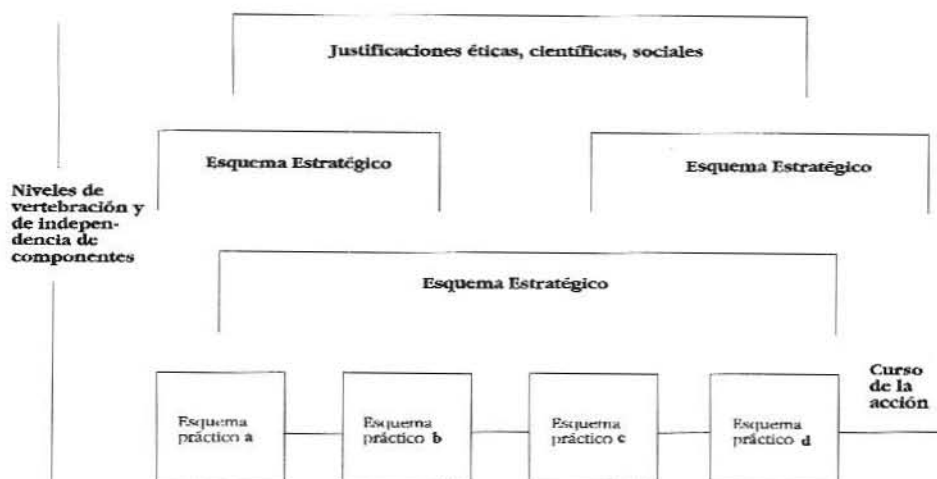 Justificaciones éticas, científicas, sociales
Esquema Estratégico
Esquema Estratégico
Niveles de
vertebración y
de indepen-
dencia de
componentes
Esquema Estratégico
Curso
de la
acción
Esquema
práctico a
Esquema
práctico b
Esquema
práctico c
Esquema
práctico d